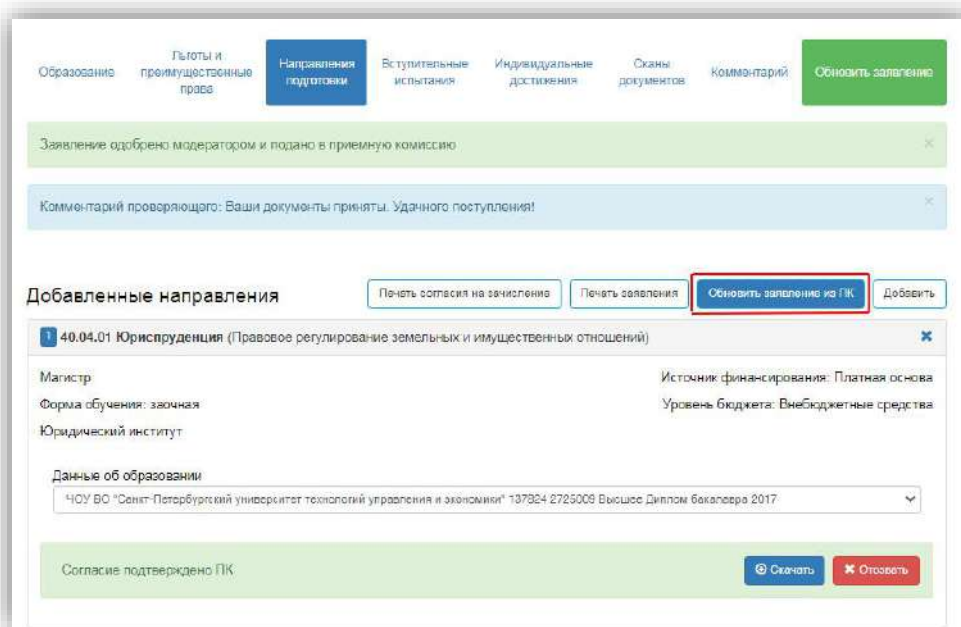 Образование
Льготы и
преимущественные
права
Направления
подготовки
Вступительные
испытания
Индивидуальные
достижения
Сканы
документов
Комментарий
Обновить заявление
Заявление одобрено модератором и подано в приемную комиссию
Комментарий проверяющего: Ваши документы приняты. Удачного поступления!
Добавленные направления
Печать согласия на зачисление
Печать заявления
Обновить заявление из ПК
Добавить
1 40.04.01 Юриспруденция (Правовое регулирование земельных и имущественных отношений)
Магистр
Источник финансирования: Платная основа
Форма обучения: заочная
Уровень бюджета: Внебюджетные средства
Юридический институт
Данные об образовании
ЧОУ ВО "Санкт-Петербургский университет технологий управления и экономики" 137824 2725009 Высшее Диплом бакалавра 2017
Согласие подтверждено ПК
Скачать
Отозвать